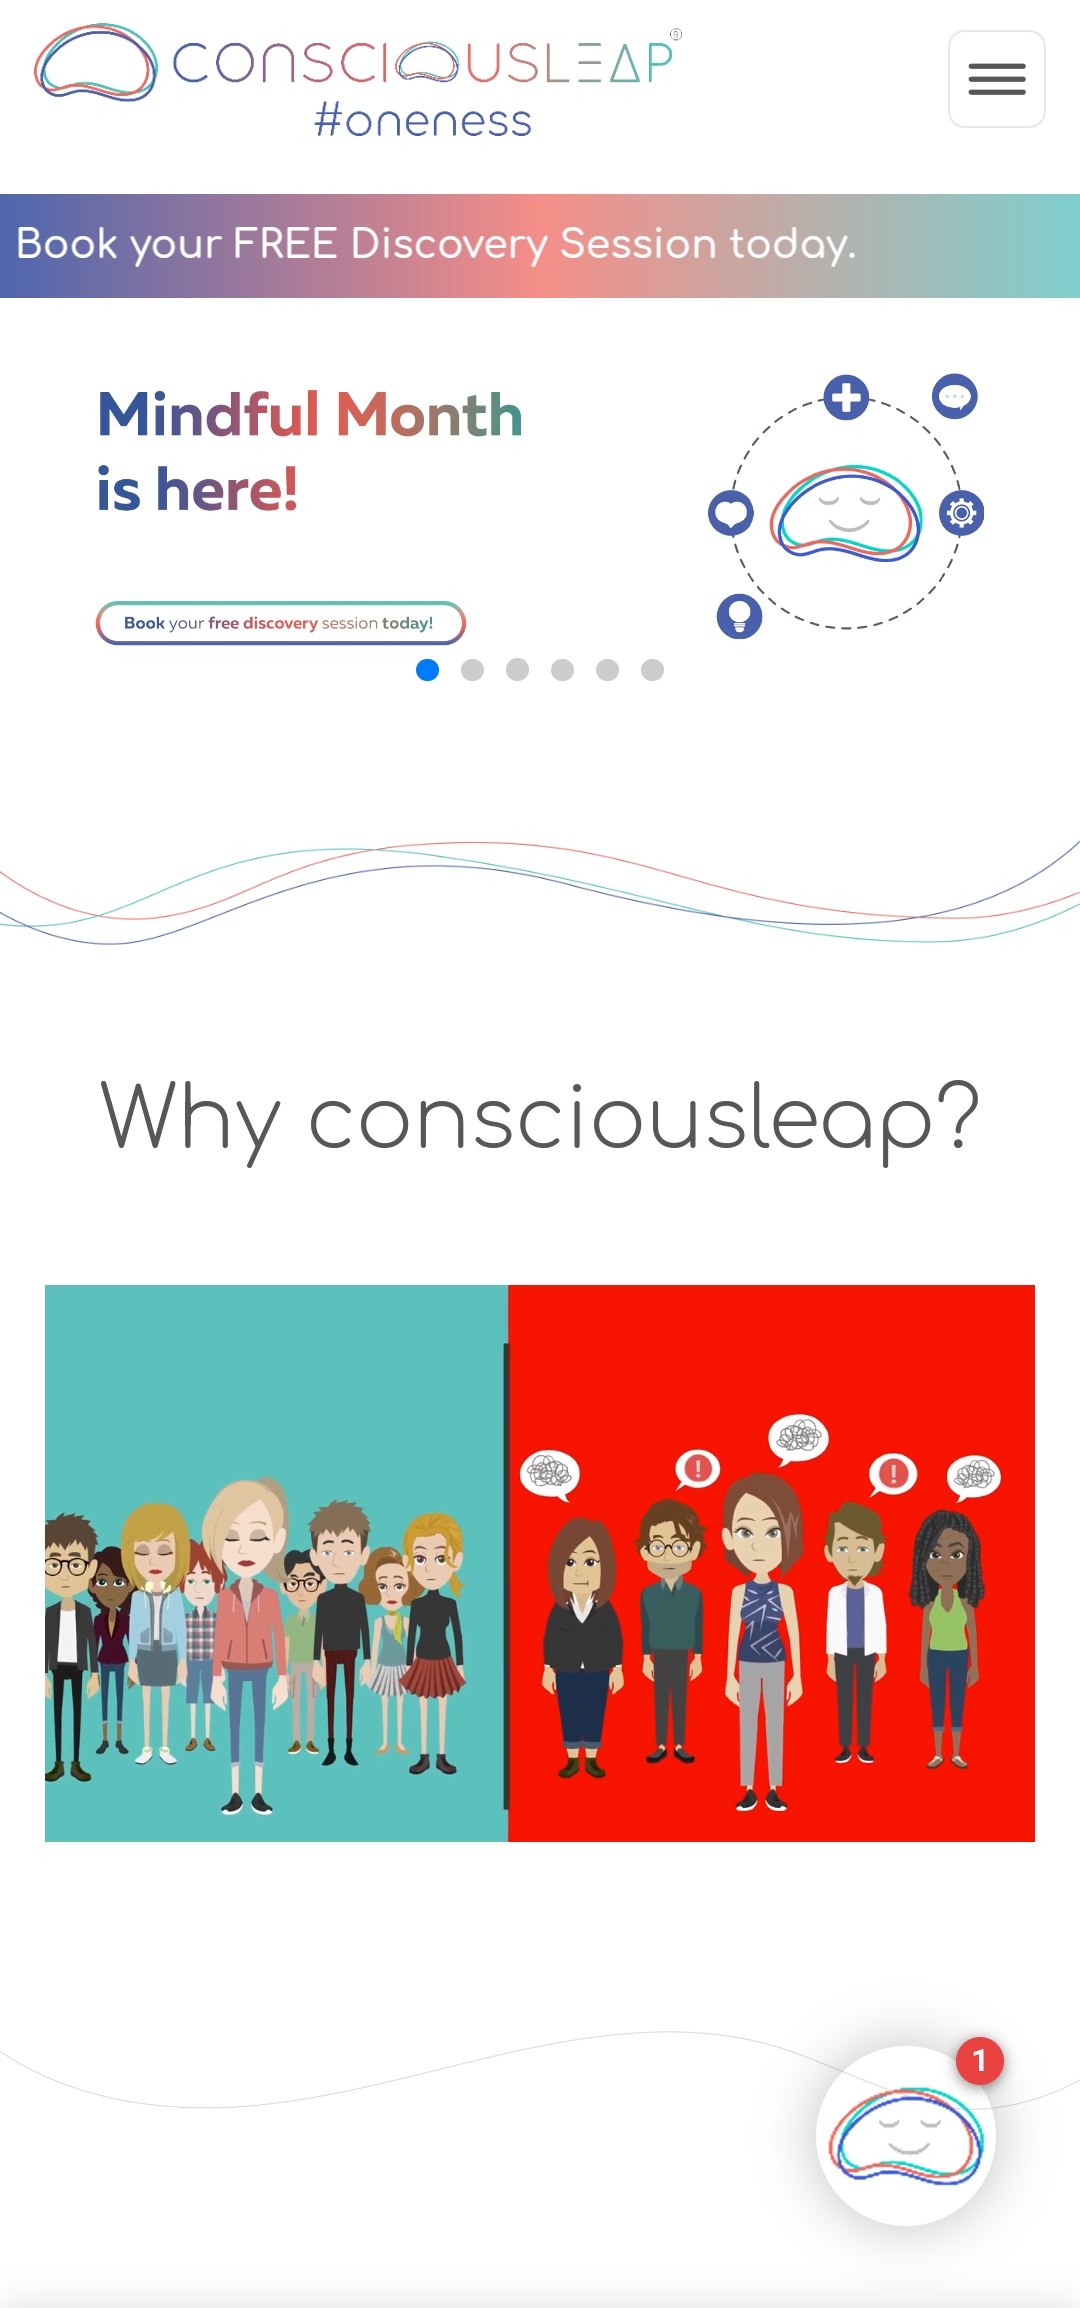 CONSCIOUSLEAP®
#oneness
Book your FREE Discovery Session today.
Mindful Month
is here!
Book your free discovery session today!
Why consciousleap?
!
!
1